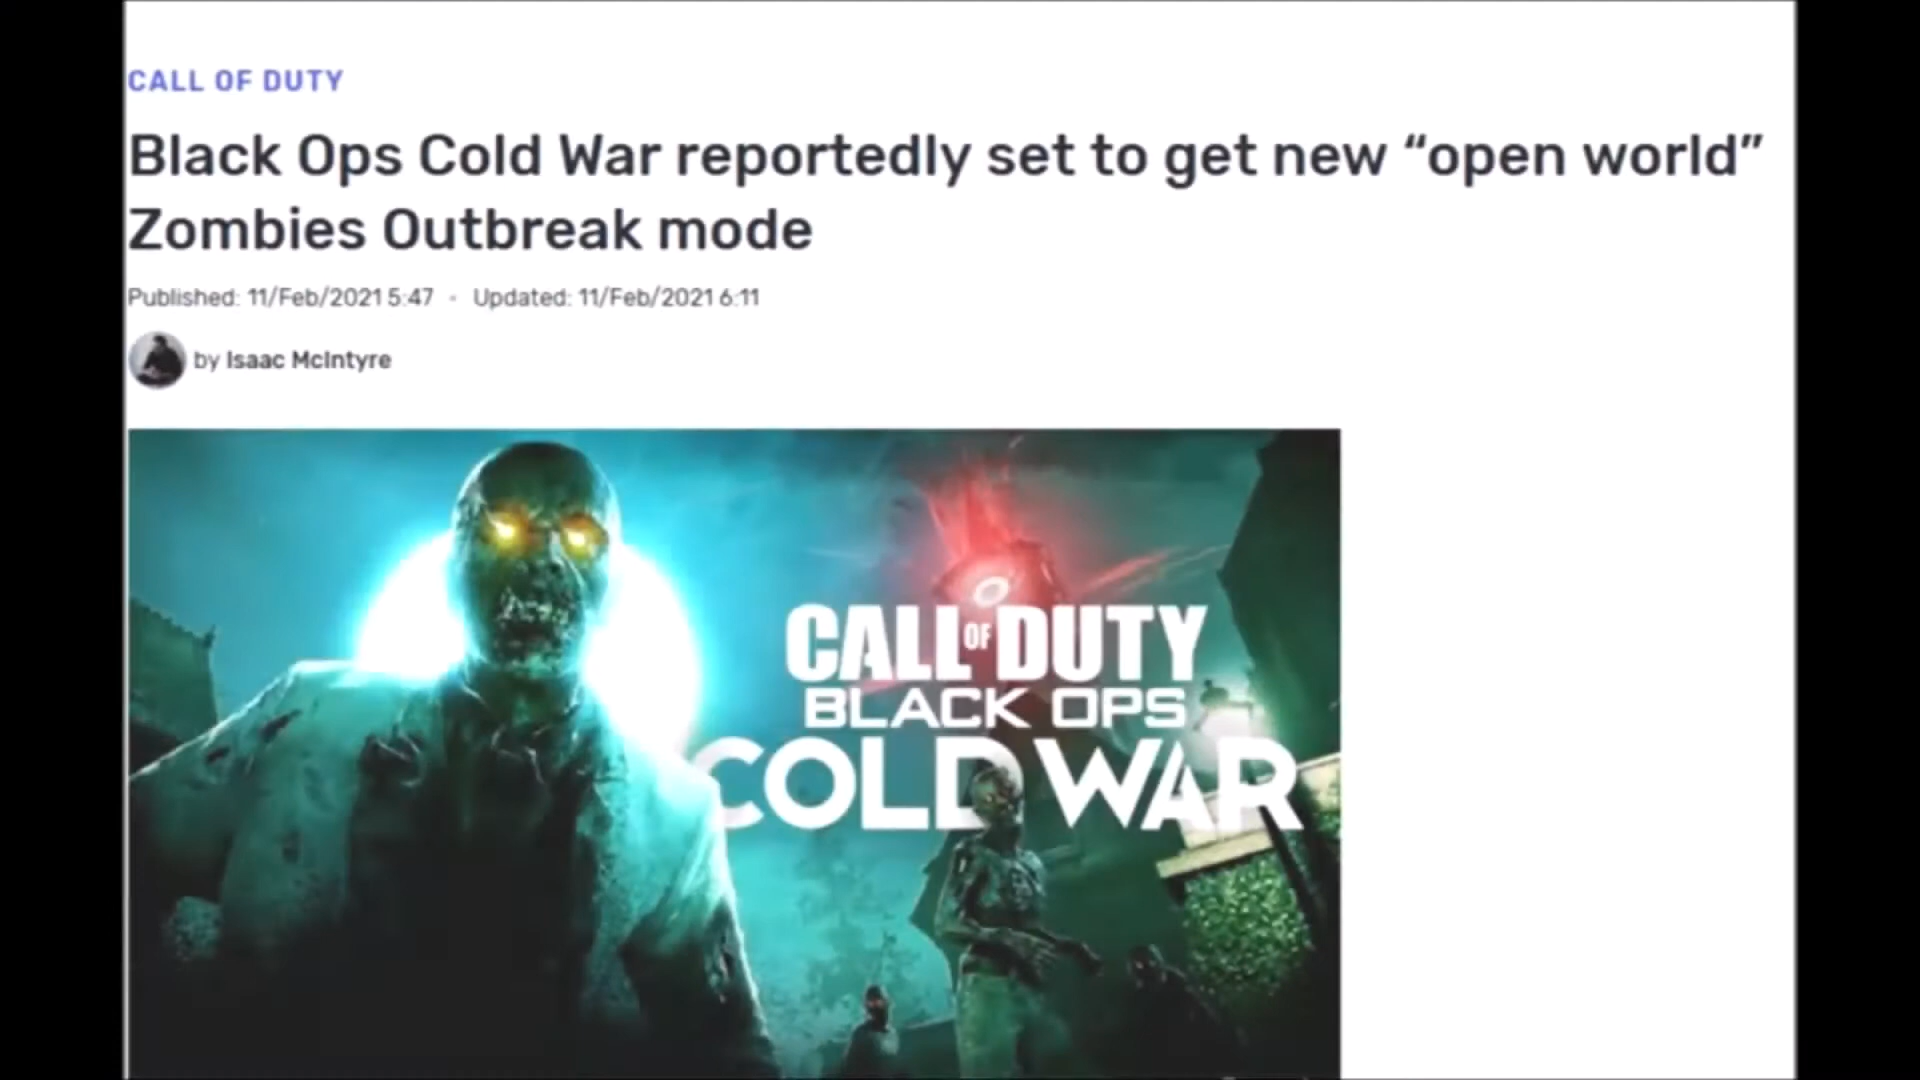 CALL OF DUTY
Black Ops Cold War reportedly set to get new “open world”
Zombies Outbreak mode
Published: 11/Feb/2021 5:47 • Updated: 11/Feb/2021 6:11
by Isaac McIntyre
CALL OF DUTY
BLACK OPS
COLD WAR